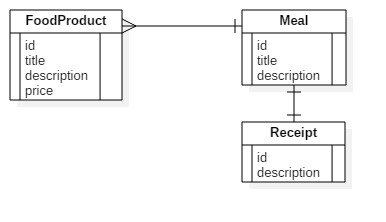 FoodProduct
id
title
description
price
Meal
id
title
description
Receipt
id
description